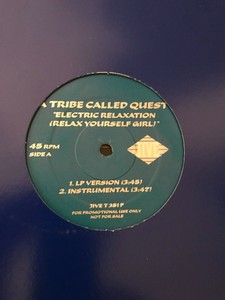 A TRIBE CALLED QUEST
"ELECTRIC RELAXATION
(RELAX YOURSELF GIRL)"
45 RPM
SIDE A
JIVE
1. LP VERSION (3:45)
2. INSTRUMENTAL (3:47)
JIVE T 351 P
FOR PROMOTIONAL USE ONLY
NOT FOR SALE